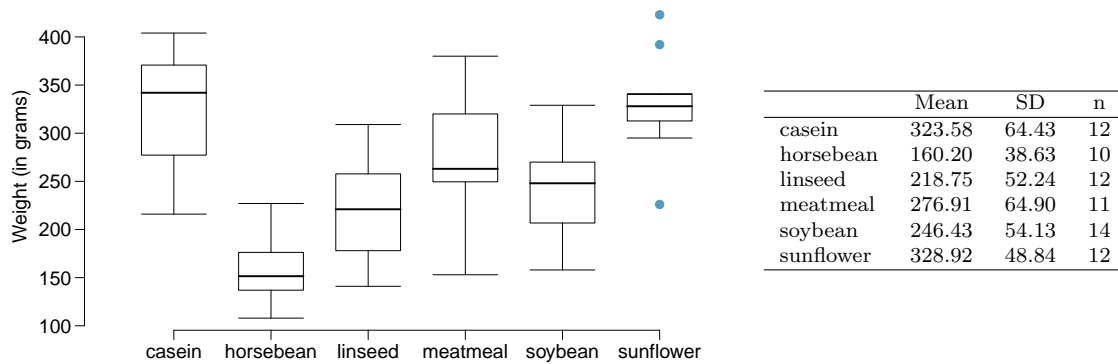 Weight (in grams)
400
350
300
250
200
150
100
casein horsebean linseed meatmeal soybean sunflower
Mean SD n
casein 323.58 64.43 12
horsebean 160.20 38.63 10
linseed 218.75 52.24 12
meatmeal 276.91 64.90 11
soybean 246.43 54.13 14
sunflower 328.92 48.84 12